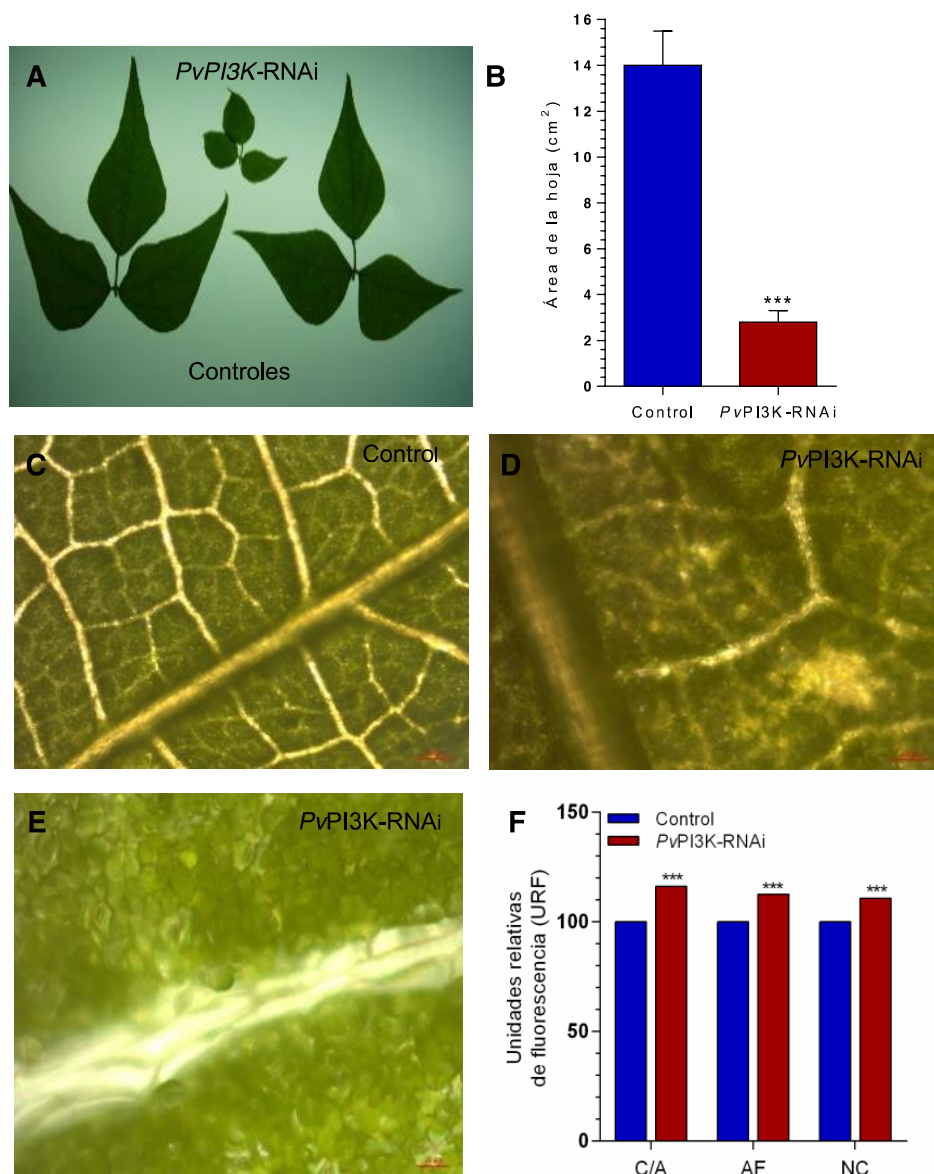 A
PvPI3K-RNAi
Controles
B
Área de la hoja (cm²)
16
14
12
10
8
6
4
2
0
***
Control
PvPI3K-RNAi
C
Control
D
PvPI3K-RNAi
E
PvPI3K-RNAi
F
Control
PvPI3K-RNAi
Unidades relativas
de fluorescencia (URF)
150
100
50
0
***
***
***
C/A
AF
NC